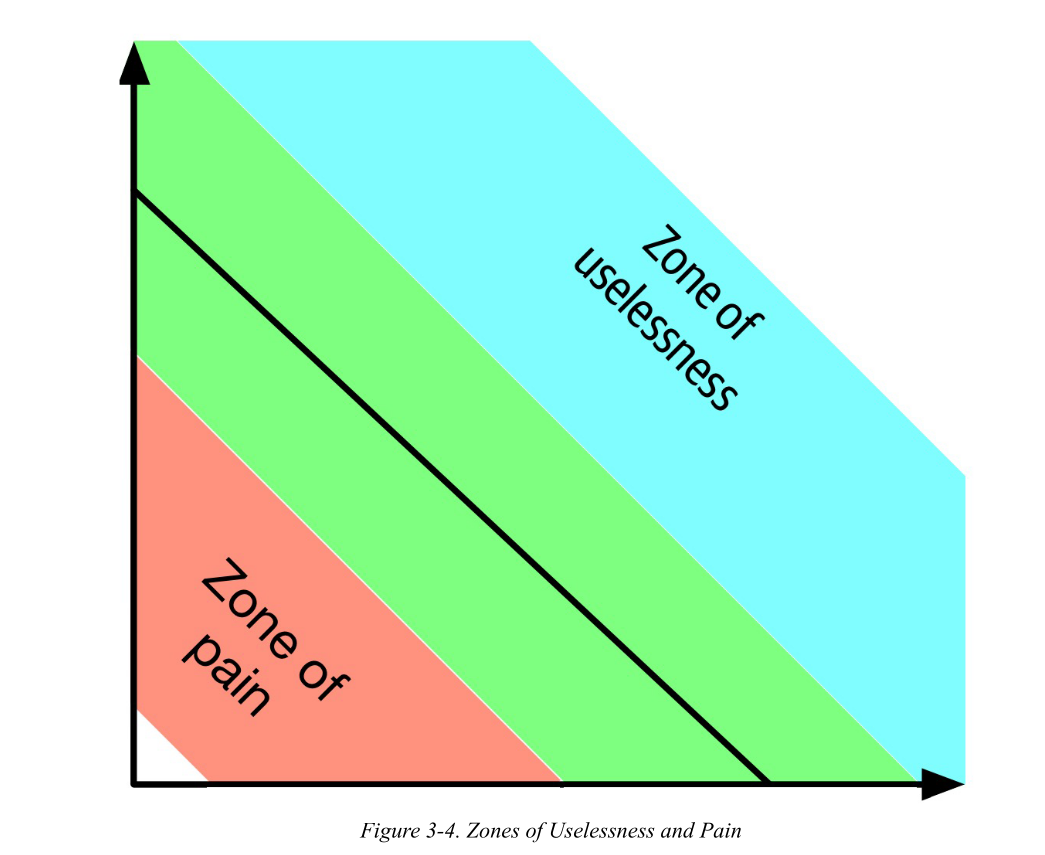 Zone of
uselessness
Zone of
pain
Figure 3-4. Zones of Uselessness and Pain